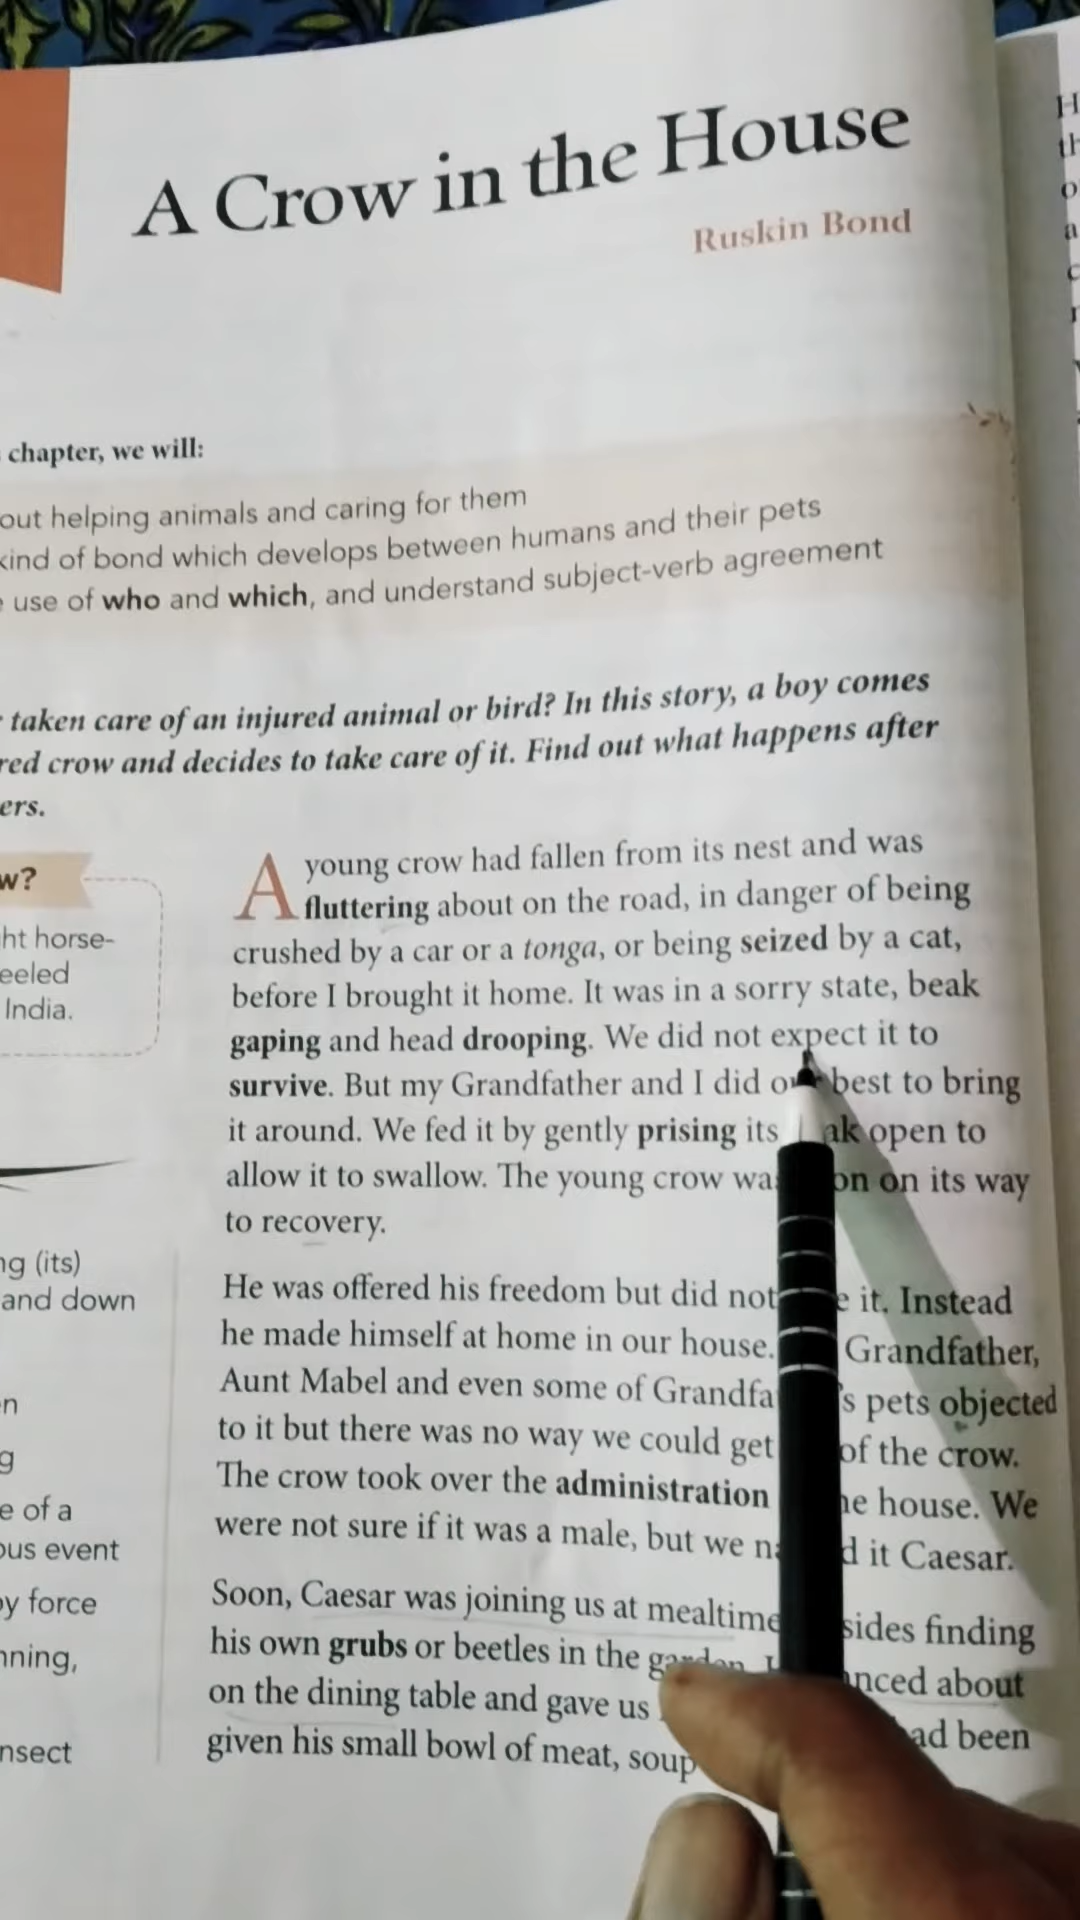 A Crow in the House
Ruskin Bond
chapter, we will:
out helping animals and caring for them
kind of bond which develops between humans and their pets
use of who and which, and understand subject-verb agreement
taken care of an injured animal or bird? In this story, a boy comes
red crow and decides to take care of it. Find out what happens after
ers.
w?
ht horse-
eeled
India.
ng (its)
and down
en
g
e of a
ous event
by force
nning,
nsect
A young crow had fallen from its nest and was
fluttering about on the road, in danger of being
crushed by a car or a tonga, or being seized by a cat,
before I brought it home. It was in a sorry state, beak
gaping and head drooping. We did not expect it to
survive. But my Grandfather and I did our best to bring
it around. We fed it by gently prising its ak open to
allow it to swallow. The young crow wa on on its way
to recovery.
He was offered his freedom but did not e it. Instead
he made himself at home in our house. Grandfather,
Aunt Mabel and even some of Grandfa 's pets objected
to it but there was no way we could get of the crow.
The crow took over the administration he house. We
were not sure if it was a male, but we na d it Caesar.
Soon, Caesar was joining us at mealtime sides finding
his own grubs or beetles in the garden. nced about
on the dining table and gave us ad been
given his small bowl of meat, soup
H
th
o
a
c
r